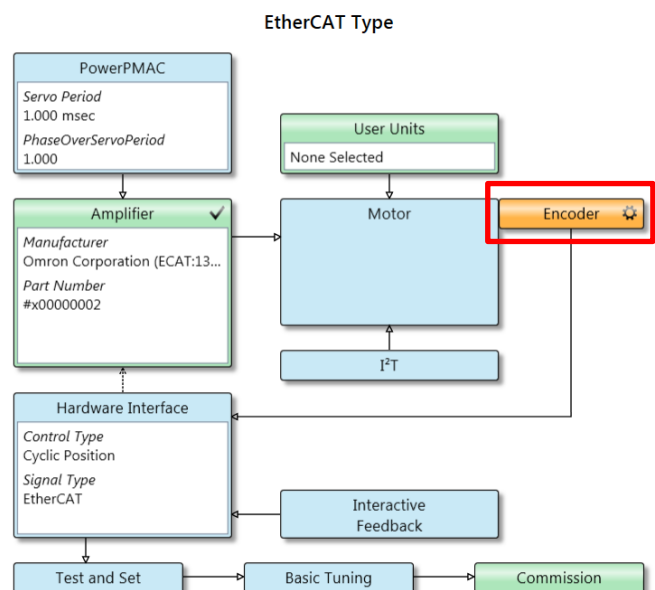 EtherCAT Type
PowerPMAC
Servo Period
1.000 msec
PhaseOverServoPeriod
1.000
User Units
None Selected
Amplifier
Manufacturer
Omron Corporation (ECAT:13...
Part Number
#x00000002
Motor
Encoder
I²T
Hardware Interface
Control Type
Cyclic Position
Signal Type
EtherCAT
Interactive
Feedback
Test and Set
Basic Tuning
Commission